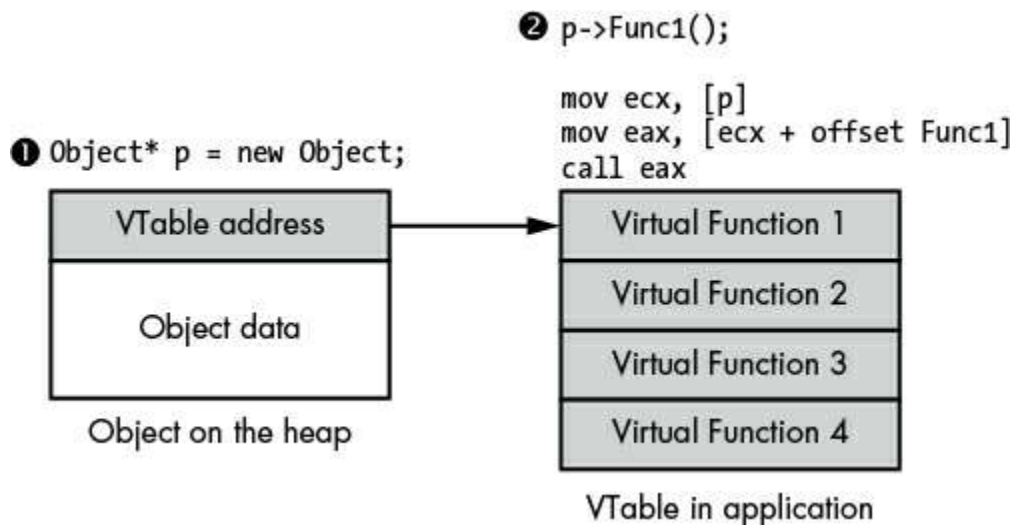 ❷ p->Func1();
mov ecx, [p]
mov eax, [ecx + offset Func1]
call eax
❶ Object* p = new Object;
VTable address
Object data
Object on the heap
Virtual Function 1
Virtual Function 2
Virtual Function 3
Virtual Function 4
VTable in application